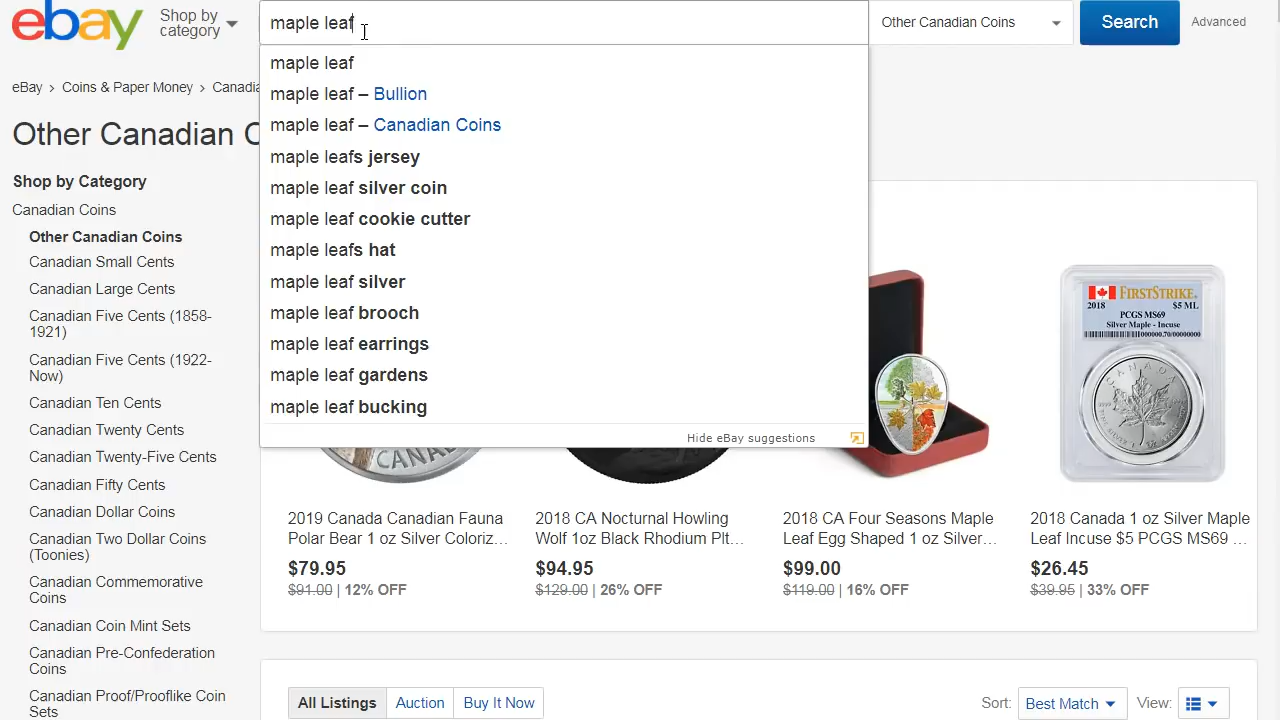 ebay
Shop by
category
maple leaf
Other Canadian Coins
Search
Advanced
maple leaf
maple leaf – Bullion
maple leaf – Canadian Coins
maple leafs jersey
maple leaf silver coin
maple leaf cookie cutter
maple leafs hat
maple leaf silver
maple leaf brooch
maple leaf earrings
maple leaf gardens
maple leaf bucking
Hide eBay suggestions
eBay > Coins & Paper Money > Canadia
Other Canadian C
Shop by Category
Canadian Coins
Other Canadian Coins
Canadian Small Cents
Canadian Large Cents
Canadian Five Cents (1858-
1921)
Canadian Five Cents (1922-
Now)
Canadian Ten Cents
Canadian Twenty Cents
Canadian Twenty-Five Cents
Canadian Fifty Cents
Canadian Dollar Coins
Canadian Two Dollar Coins
(Toonies)
Canadian Commemorative
Coins
Canadian Coin Mint Sets
Canadian Pre-Confederation
Coins
Canadian Proof/Prooflike Coin
Sets
CANAD
FIRSTSTRIKE
2018 $5 ML
PCGS MS69
Silver Maple - Incuse
CANADA
2019 Canada Canadian Fauna
Polar Bear 1 oz Silver Coloriz...
$79.95
$91.00 | 12% OFF
2018 CA Nocturnal Howling
Wolf 1oz Black Rhodium Plt...
$94.95
$129.00 | 26% OFF
2018 CA Four Seasons Maple
Leaf Egg Shaped 1 oz Silver...
$99.00
$119.00 | 16% OFF
2018 Canada 1 oz Silver Maple
Leaf Incuse $5 PCGS MS69 ...
$26.45
$39.95 | 33% OFF
All Listings
Auction
Buy It Now
Sort: Best Match
View: